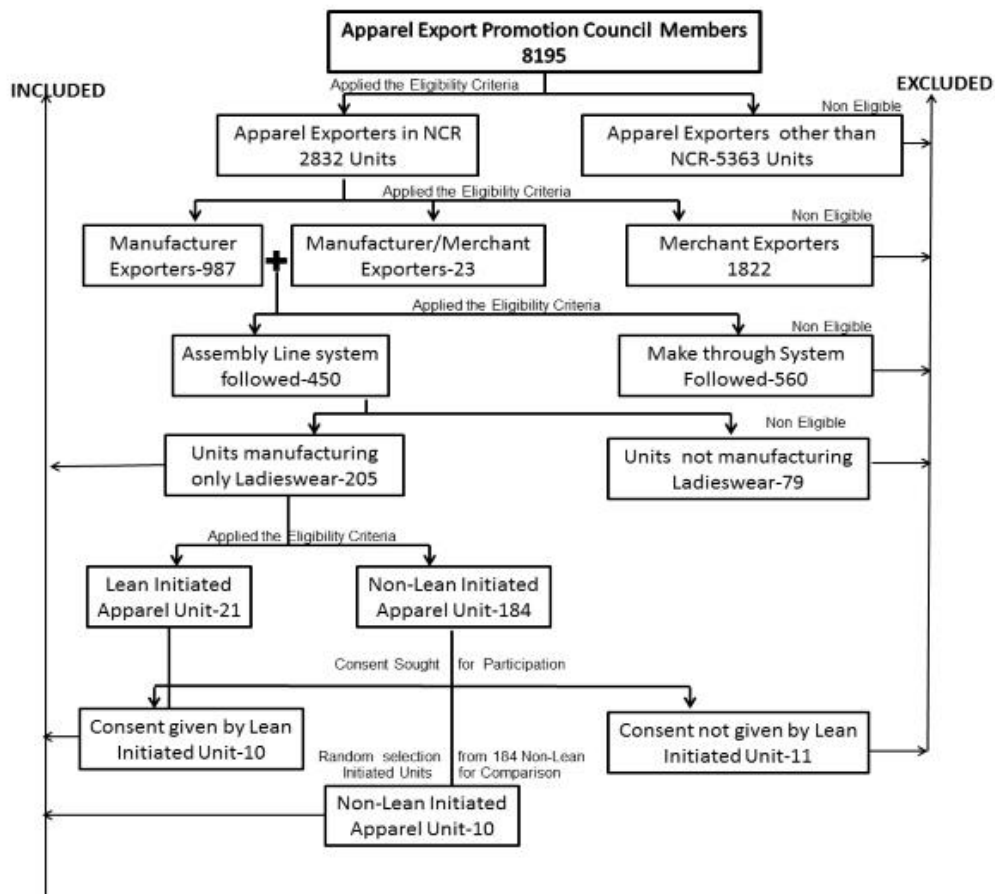 Apparel Export Promotion Council Members
8195
INCLUDED
EXCLUDED
Applied the Eligibility Criteria
Non Eligible
Apparel Exporters in NCR
2832 Units
Apparel Exporters other than
NCR-5363 Units
Applied the Eligibility Criteria
Non Eligible
Manufacturer
Exporters-987
+
Manufacturer/Merchant
Exporters-23
Merchant Exporters
1822
Applied the Eligibility Criteria
Non Eligible
Assembly Line system
followed-450
Make through System
Followed-560
Non Eligible
Units manufacturing
only Ladieswear-205
Units not manufacturing
Ladieswear-79
Applied the Eligibility Criteria
Lean Initiated
Apparel Unit-21
Non-Lean Initiated
Apparel Unit-184
Consent Sought for Participation
Consent given by Lean
Initiated Unit-10
Consent not given by Lean
Initiated Unit-11
Random selection from 184 Non-Lean
Initiated Units for Comparison
Non-Lean Initiated
Apparel Unit-10